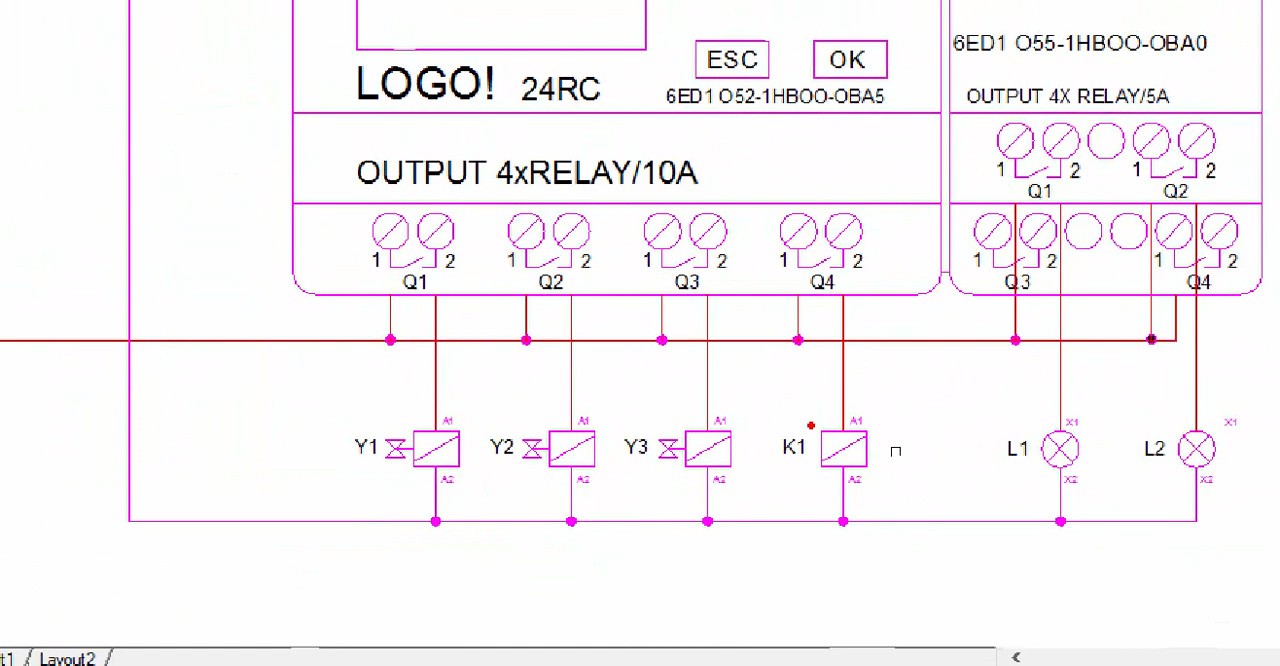 6ED1 O55-1HBOO-OBA0
ESC OK
LOGO! 24RC
6ED1 O52-1HBOO-OBA5
OUTPUT 4X RELAY/5A
OUTPUT 4xRELAY/10A
1 2 1 2
Q1 Q2
1 2 1 2 1 2 1 2 1 2 1 2
Q1 Q2 Q3 Q4 Q3 Q4
A1 A1 A1 A1 X1 X1
Y1 Y2 Y3 K1 L1 L2
A2 A2 A2 A2 X2 X2
t1 Layout2